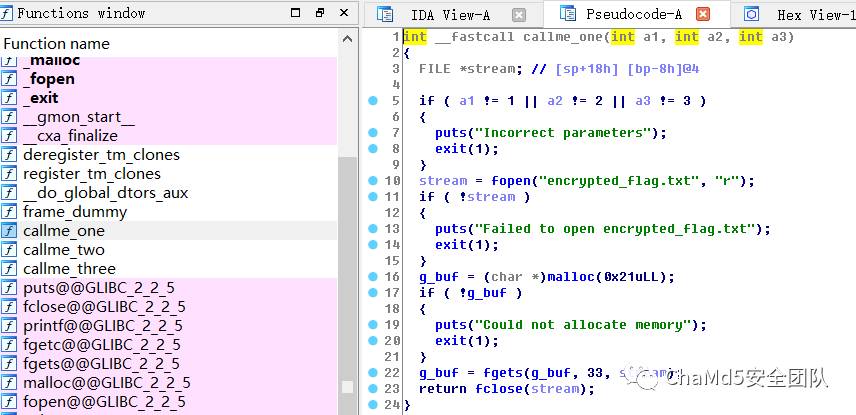 Functions window
IDA View-A
Pseudocode-A
Hex View-1
Function name
_malloc
_fopen
_exit
__gmon_start__
__cxa_finalize
deregister_tm_clones
register_tm_clones
__do_global_dtors_aux
frame_dummy
callme_one
callme_two
callme_three
puts@@GLIBC_2_2_5
fclose@@GLIBC_2_2_5
printf@@GLIBC_2_2_5
fgetc@@GLIBC_2_2_5
fgets@@GLIBC_2_2_5
malloc@@GLIBC_2_2_5
fopen@@GLIBC_2_2_5
1 int __fastcall callme_one(int a1, int a2, int a3)
2 {
3 FILE *stream; // [sp+18h] [bp-8h]@4
4
5 if ( a1 != 1 || a2 != 2 || a3 != 3 )
6 {
7 puts("Incorrect parameters");
8 exit(1);
9 }
10 stream = fopen("encrypted_flag.txt", "r");
11 if ( !stream )
12 {
13 puts("Failed to open encrypted_flag.txt");
14 exit(1);
15 }
16 g_buf = (char *)malloc(0x21uLL);
17 if ( !g_buf )
18 {
19 puts("Could not allocate memory");
20 exit(1);
21 }
22 g_buf = fgets(g_buf, 33, stream);
23 return fclose(stream);
24 }
ChaMd5安全团队